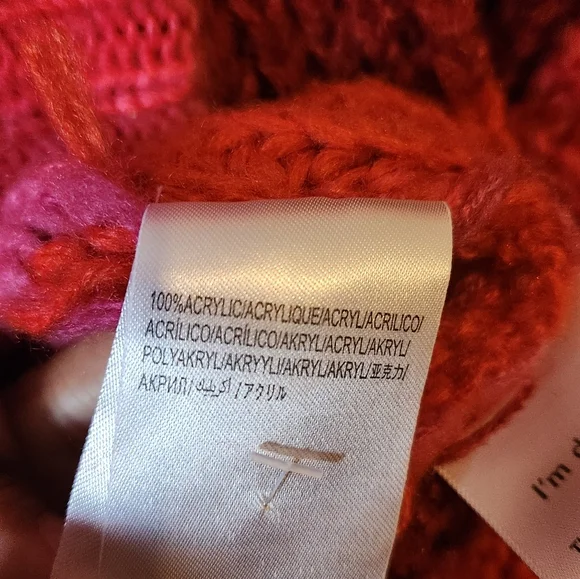 100%ACRYLIC/ACRYLIQUE/ACRYL/ACRILICO/
ACRÍLICO/ACRÍLICO/AKRYL/ACRYL/AKRYL/
POLYAKRYL/AKRYYLI/AKRYL/AKRYL/亚克力/
АКРИЛ/أكريليك/アクリル
I'm d